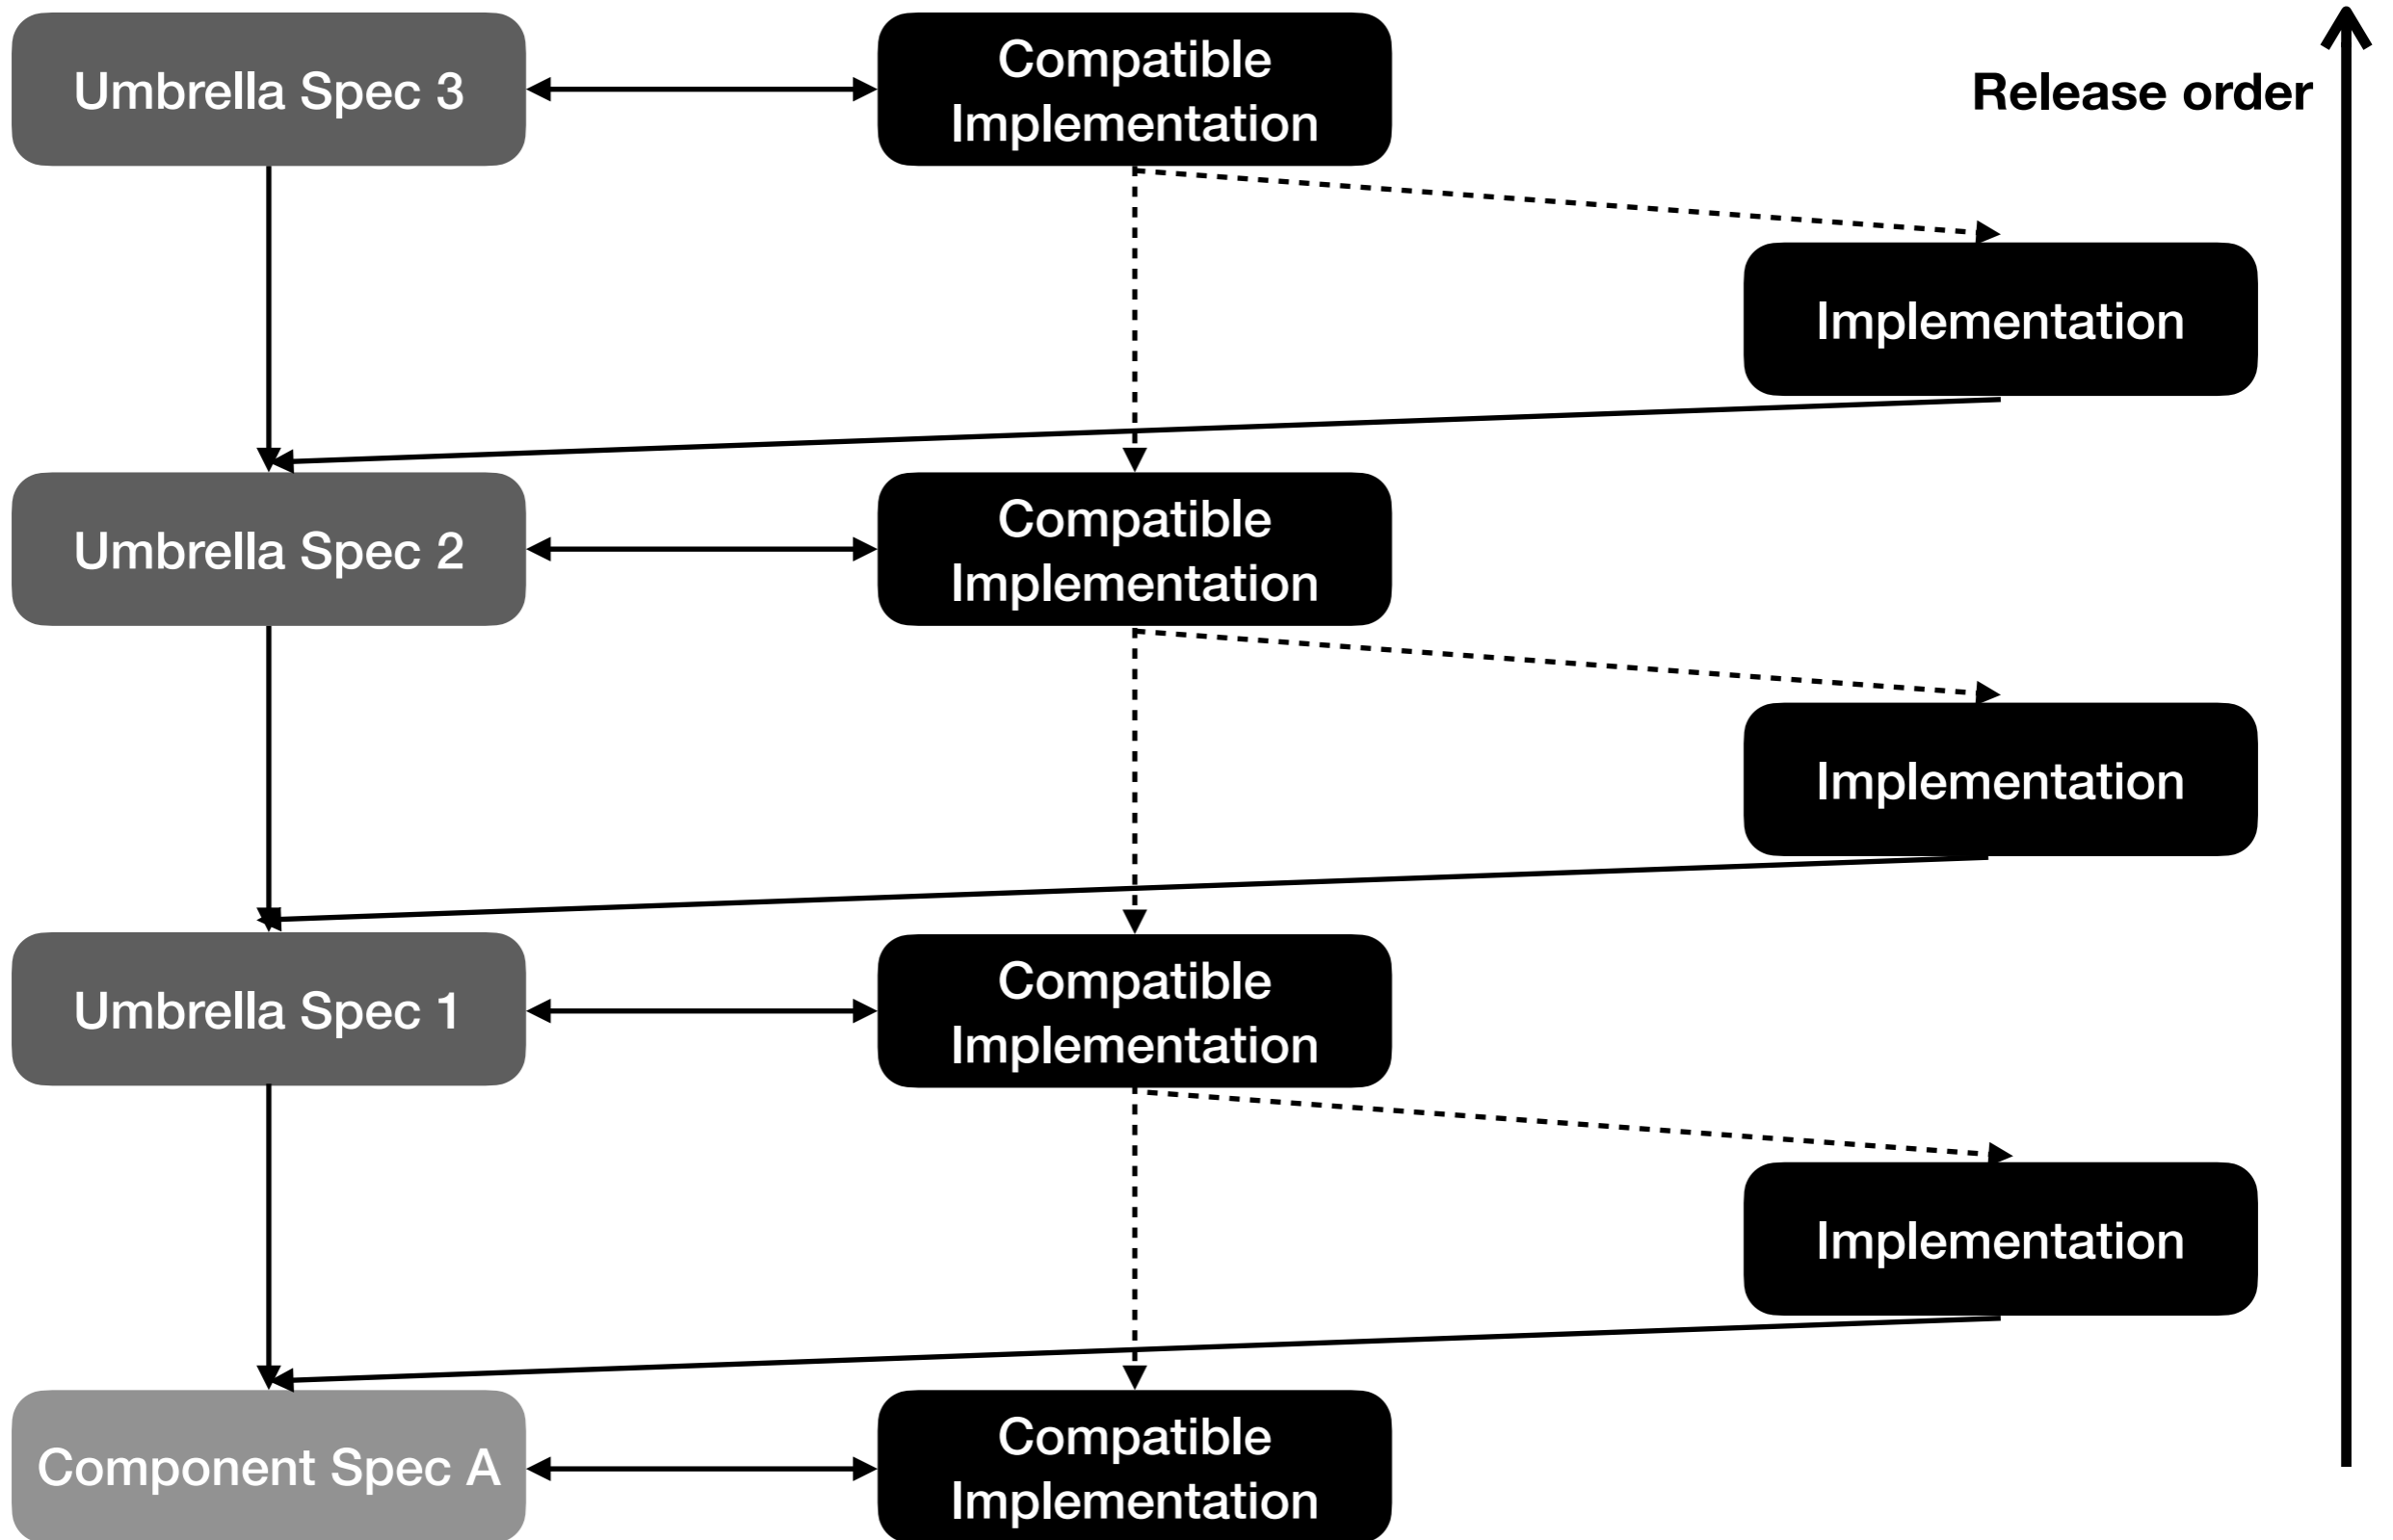 Umbrella Spec 3
Compatible
Implementation
Release order
Implementation
Umbrella Spec 2
Compatible
Implementation
Implementation
Umbrella Spec 1
Compatible
Implementation
Implementation
Component Spec A
Compatible
Implementation